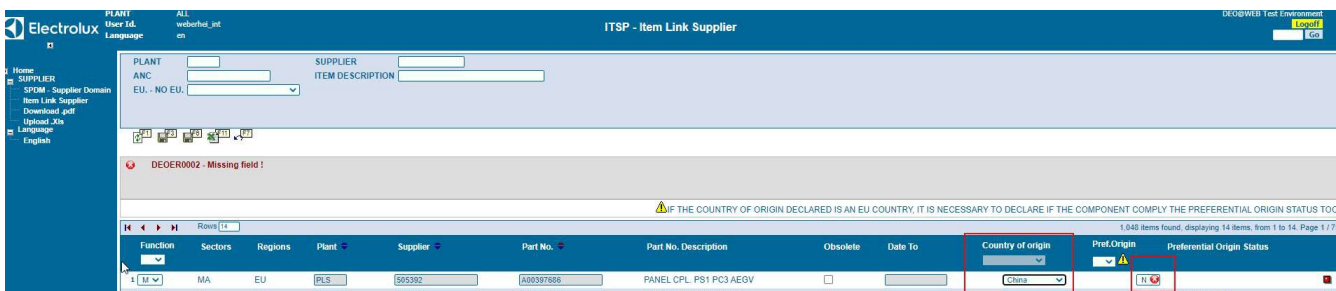 PLANT ALL
User Id. weberhei_int
Language en
Electrolux
ITSP - Item Link Supplier
DEO@WEB Test Environment
Logoff
Go
Home
SUPPLIER
SPDM - Supplier Domain
Item Link Supplier
Download .pdf
Upload .Xls
Language
English
PLANT SUPPLIER
ANC ITEM DESCRIPTION
EU. - NO EU.
F1 F3 F8 F11 F7
DEOER0002 - Missing field !
IF THE COUNTRY OF ORIGIN DECLARED IS AN EU COUNTRY, IT IS NECESSARY TO DECLARE IF THE COMPONENT COMPLY THE PREFERENTIAL ORIGIN STATUS TOO
Rows 14 1,048 items found, displaying 14 items, from 1 to 14. Page 1 / 7
Function Sectors Regions Plant Supplier Part No. Part No. Description Obsolete Date To Country of origin Pref.Origin Preferential Origin Status
1 M MA EU PLS 505392 A00397686 PANEL CPL. PS1 PC3 AEGV China N